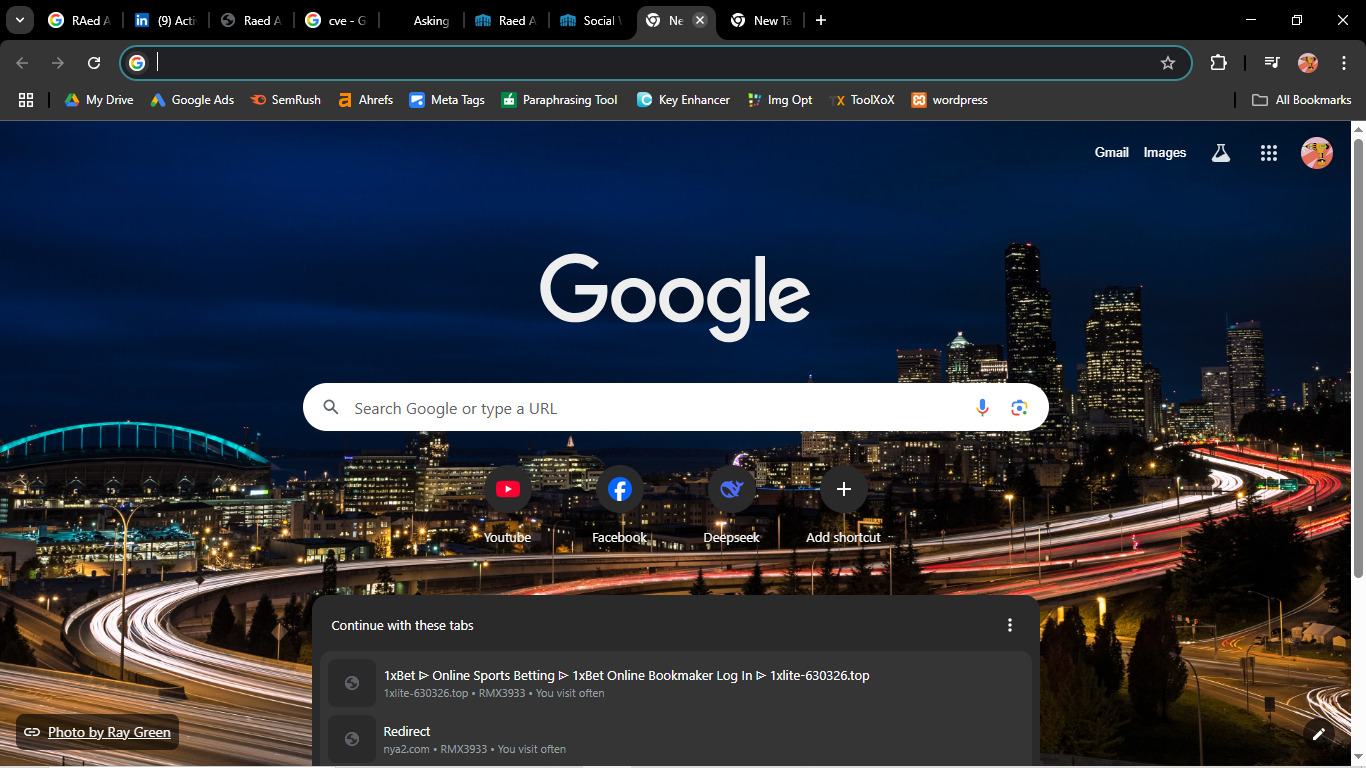 RAed A
(9) Acti
Raed A
cve - G
Asking
Raed A
Social V
Ne
New Ta
My Drive
Google Ads
SemRush
Ahrefs
Meta Tags
Paraphrasing Tool
Key Enhancer
Img Opt
ToolXoX
wordpress
All Bookmarks
Gmail
Images
Google
Search Google or type a URL
Youtube
Facebook
Deepseek
Add shortcut
Continue with these tabs
1xBet ᐉ Online Sports Betting ᐉ 1xBet Online Bookmaker Log In ᐉ 1xlite-630326.top
1xlite-630326.top • RMX3933 • You visit often
Redirect
nya2.com • RMX3933 • You visit often
Photo by Ray Green